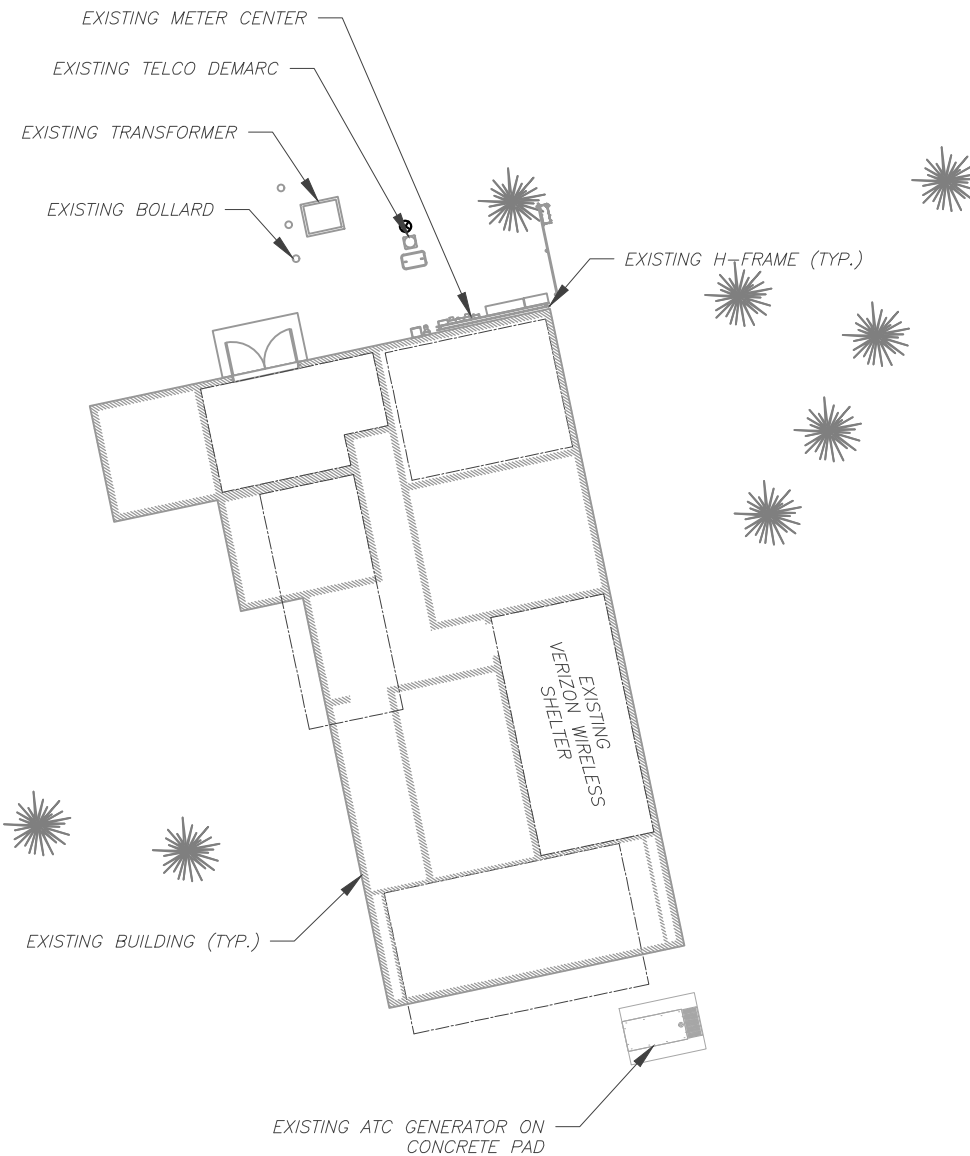 EXISTING METER CENTER
EXISTING TELCO DEMARC
EXISTING TRANSFORMER
EXISTING BOLLARD
EXISTING H-FRAME (TYP.)
EXISTING
VERIZON WIRELESS
SHELTER
EXISTING BUILDING (TYP.)
EXISTING ATC GENERATOR ON
CONCRETE PAD